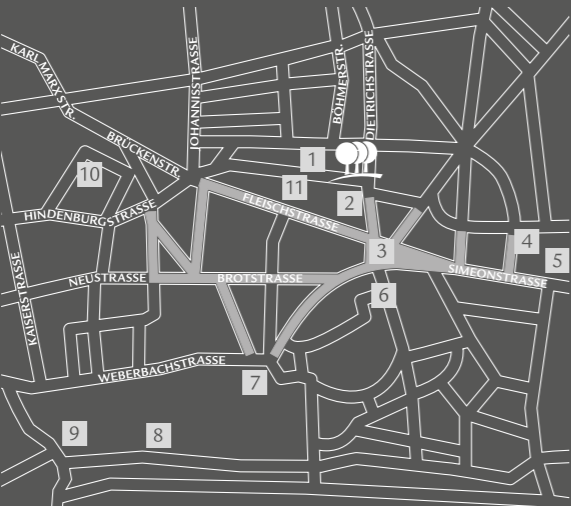 KARL-MARX-STR.
JOHANNISSTRASSE
BÖHMERSTR.
DIETRICHSTRASSE
BRÜCKENSTR.
1
10
11
2
FLEISCHSTRASSE
HINDENBURGSTRASSE
4
3
5
KAISERSTRASSE
NEUSTRASSE
BROTSTRASSE
SIMEONSTRASSE
6
WEBERBACHSTRASSE
7
9
8